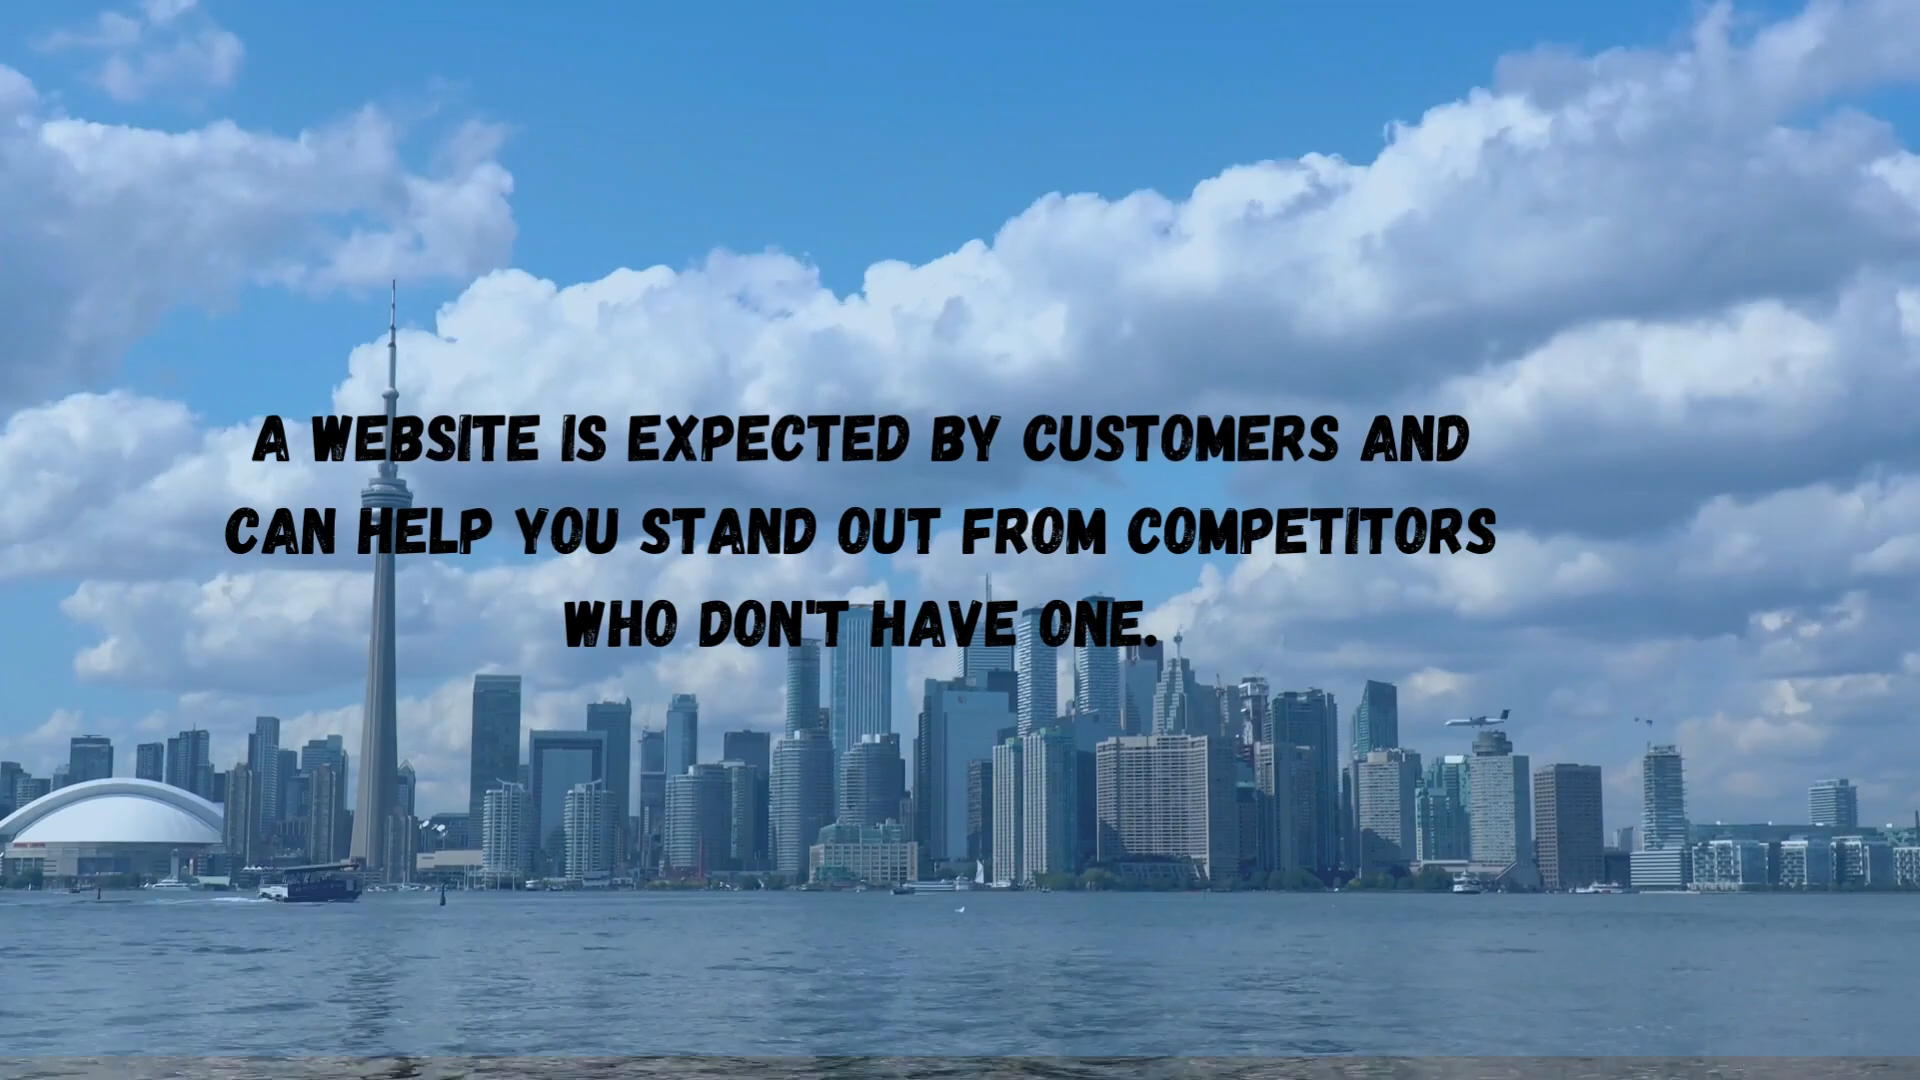 A WEBSITE IS EXPECTED BY CUSTOMERS AND
CAN HELP YOU STAND OUT FROM COMPETITORS
WHO DON'T HAVE ONE.